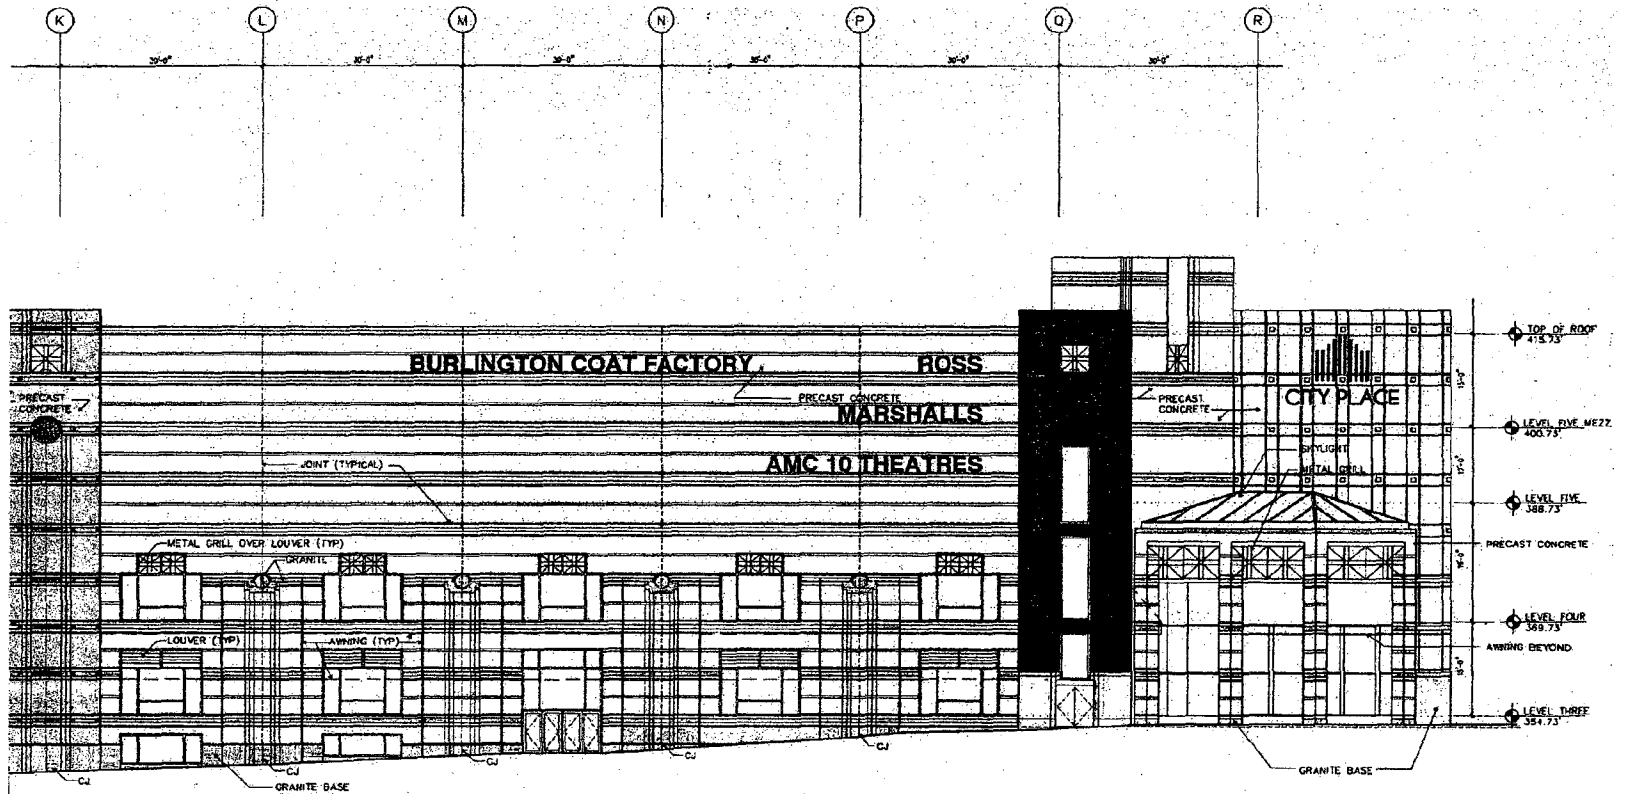 K L M N P Q R
30'-0" 30'-0" 30'-0" 30'-0" 30'-0" 30'-0"
TOP OF ROOF
415.73'
BURLINGTON COAT FACTORY ROSS
PRECAST
CONCRETE
PRECAST CONCRETE
PRECAST
CONCRETE
CITY PLACE
15'-0"
MARSHALLS
LEVEL FIVE MEZZ
400.73'
SKYLIGHT
JOINT (TYPICAL)
AMC 10 THEATRES
METAL GRILL
LEVEL FIVE
388.73'
METAL GRILL OVER LOUVER (TYP)
GRANITE
PRECAST CONCRETE
LEVEL FOUR
369.73'
LOUVER (TYP)
AWNING (TYP)
AWNING BEYOND
15'-0"
LEVEL THREE
354.73'
CJ CJ CJ CJ CJ
GRANITE BASE
GRANITE BASE